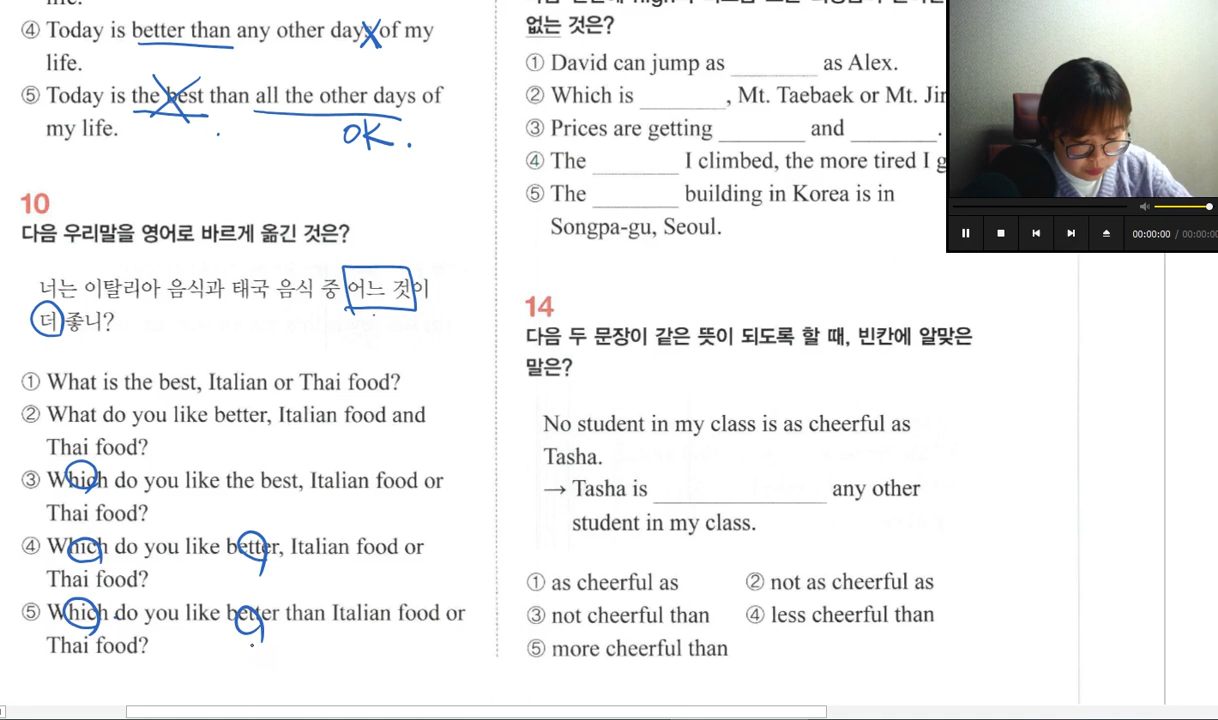 ④ Today is better than any other days of my
life.
⑤ Today is the best than all the other days of
my life.
OK.
10
다음 우리말을 영어로 바르게 옮긴 것은?
너는 이탈리아 음식과 태국 음식 중 어느 것이
더 좋니?
① What is the best, Italian or Thai food?
② What do you like better, Italian food and
Thai food?
③ Which do you like the best, Italian food or
Thai food?
④ Which do you like better, Italian food or
Thai food?
⑤ Which do you like better than Italian food or
Thai food?
없는 것은?
① David can jump as ________ as Alex.
② Which is ________, Mt. Taebaek or Mt.
③ Prices are getting ________ and ________.
④ The ________ I climbed, the more tired I
⑤ The ________ building in Korea is in
Songpa-gu, Seoul.
14
다음 두 문장이 같은 뜻이 되도록 할 때, 빈칸에 알맞은
말은?
No student in my class is as cheerful as
Tasha.
→ Tasha is ________________ any other
student in my class.
① as cheerful as ② not as cheerful as
③ not cheerful than ④ less cheerful than
⑤ more cheerful than
00:00:00 / 00:00:00